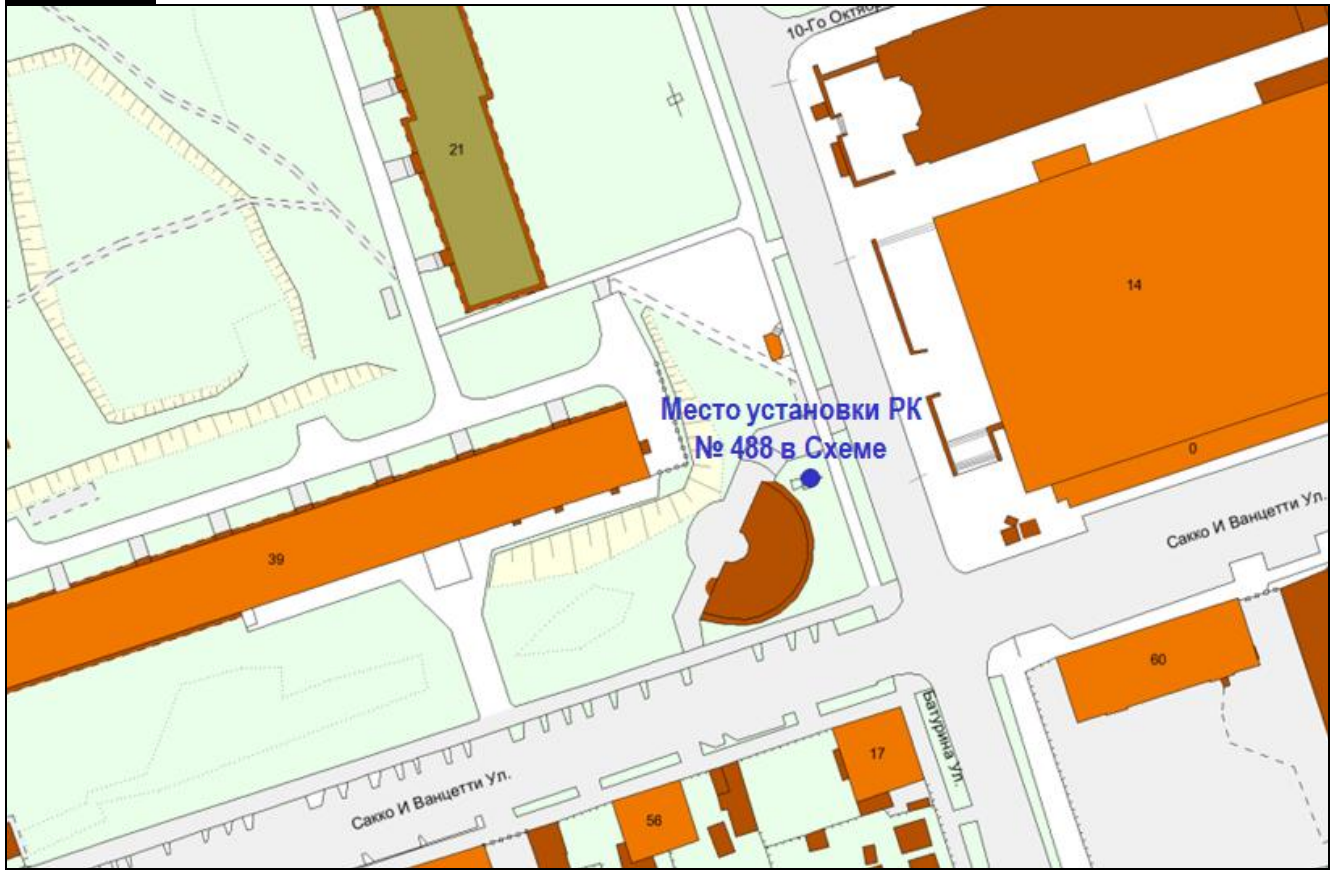 10-Го Октябр
21
14
Место установки РК
№ 488 в Схеме
0
Сакко И Ванцетти Ул.
39
60
Батурина Ул.
17
Сакко И Ванцетти Ул.
56